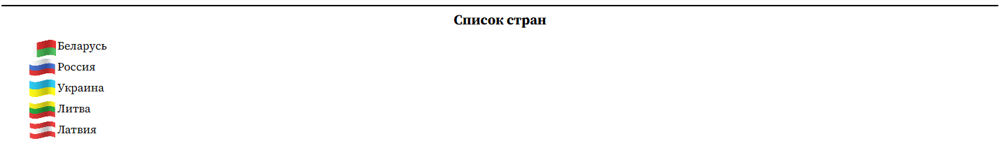 Список стран
Беларусь
Россия
Украина
Литва
Латвия